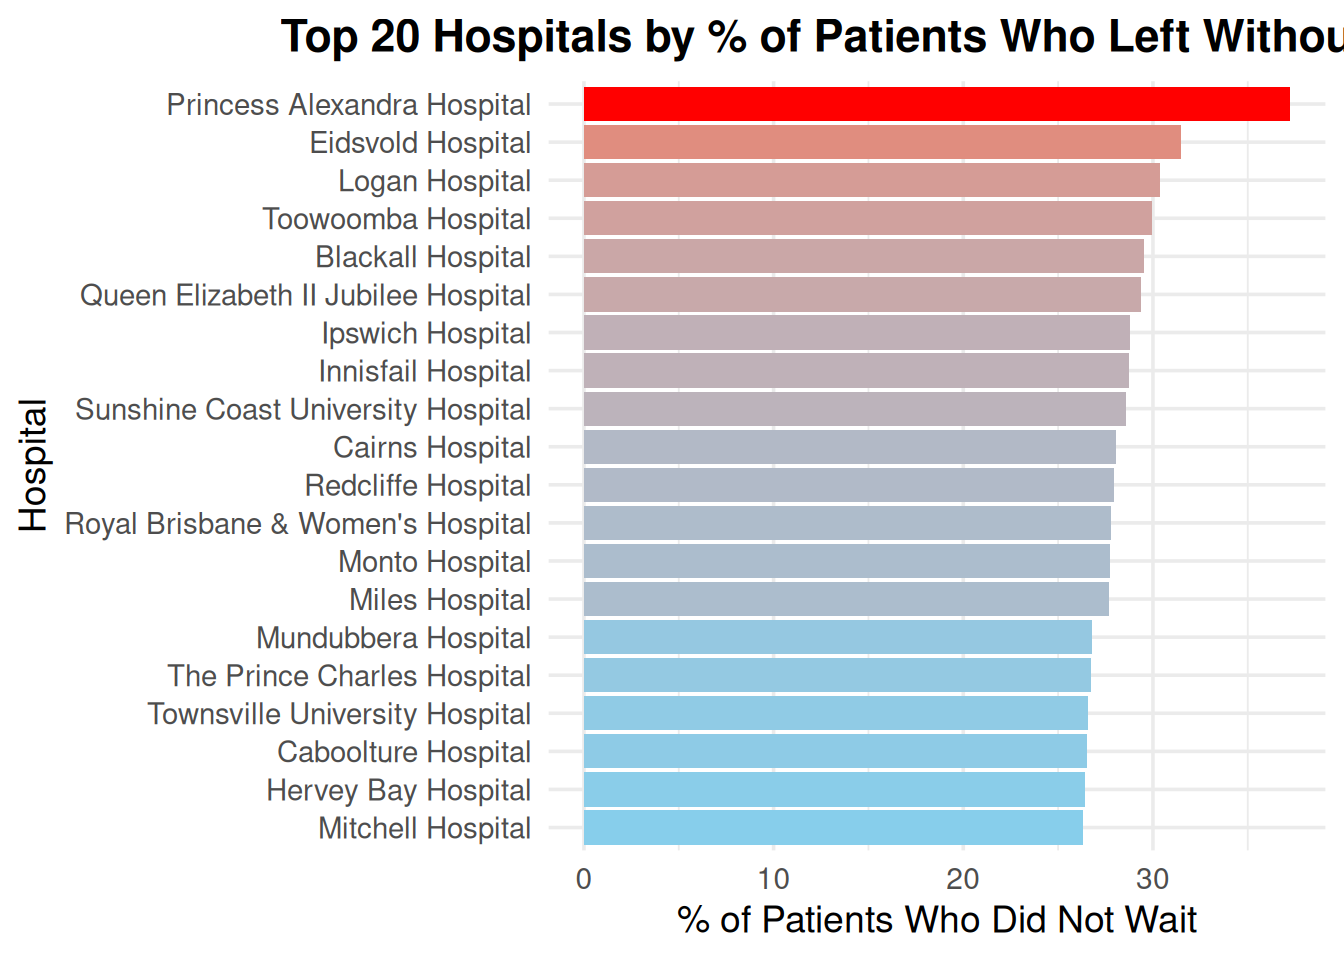 Top 20 Hospitals by % of Patients Who Left
Princess Alexandra Hospital
Eidsvold Hospital
Logan Hospital
Toowoomba Hospital
Blackall Hospital
Queen Elizabeth II Jubilee Hospital
Ipswich Hospital
Innisfail Hospital
Sunshine Coast University Hospital
Cairns Hospital
Redcliffe Hospital
Royal Brisbane & Women's Hospital
Monto Hospital
Miles Hospital
Mundubbera Hospital
The Prince Charles Hospital
Townsville University Hospital
Caboolture Hospital
Hervey Bay Hospital
Mitchell Hospital
Hospital
0 10 20 30
% of Patients Who Did Not Wait